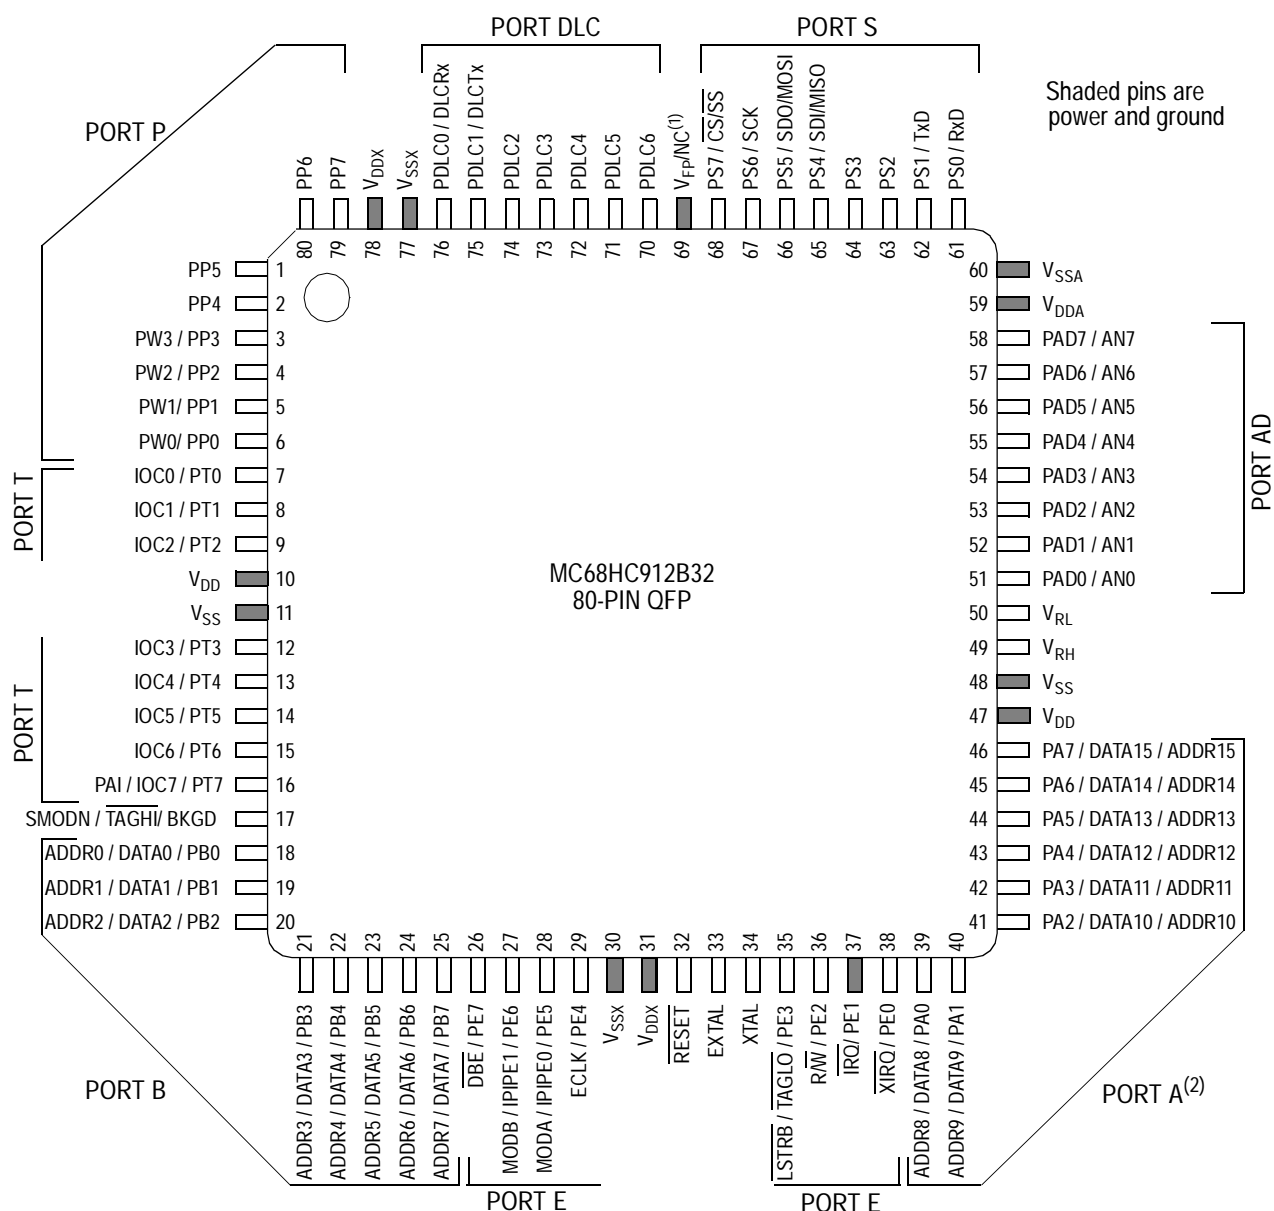 PORT DLC
PORT S
PORT P
Shaded pins are
power and ground
PP6
PP7
VDDX
VSSX
PDLC0 / DLCRx
PDLC1 / DLCTx
PDLC2
PDLC3
PDLC4
PDLC5
PDLC6
VFP/NC(1)
PS7 / CS/SS
PS6 / SCK
PS5 / SDO/MOSI
PS4 / SDI/MISO
PS3
PS2
PS1 / TxD
PS0 / RxD
80
79
78
77
76
75
74
73
72
71
70
69
68
67
66
65
64
63
62
61
PP5 1
PP4 2
PW3 / PP3 3
PW2 / PP2 4
PW1/ PP1 5
PW0/ PP0 6
PORT T
IOC0 / PT0 7
IOC1 / PT1 8
IOC2 / PT2 9
VDD 10
VSS 11
PORT T
IOC3 / PT3 12
IOC4 / PT4 13
IOC5 / PT5 14
IOC6 / PT6 15
PAI / IOC7 / PT7 16
SMODN / TAGHI/ BKGD 17
ADDR0 / DATA0 / PB0 18
ADDR1 / DATA1 / PB1 19
ADDR2 / DATA2 / PB2 20
MC68HC912B32
80-PIN QFP
60 VSSA
59 VDDA
58 PAD7 / AN7
57 PAD6 / AN6
56 PAD5 / AN5
55 PAD4 / AN4
54 PAD3 / AN3
53 PAD2 / AN2
52 PAD1 / AN1
51 PAD0 / AN0
PORT AD
50 VRL
49 VRH
48 VSS
47 VDD
46 PA7 / DATA15 / ADDR15
45 PA6 / DATA14 / ADDR14
44 PA5 / DATA13 / ADDR13
43 PA4 / DATA12 / ADDR12
42 PA3 / DATA11 / ADDR11
41 PA2 / DATA10 / ADDR10
21
22
23
24
25
26
27
28
29
30
31
32
33
34
35
36
37
38
39
40
ADDR3 / DATA3 / PB3
ADDR4 / DATA4 / PB4
ADDR5 / DATA5 / PB5
ADDR6 / DATA6 / PB6
ADDR7 / DATA7 / PB7
DBE / PE7
MODB / IPIPE1 / PE6
MODA / IPIPE0 / PE5
ECLK / PE4
VSSX
VDDX
RESET
EXTAL
XTAL
LSTRB / TAGLO / PE3
R/W / PE2
IRQ/ PE1
XIRQ / PE0
ADDR8 / DATA8 / PA0
ADDR9 / DATA9 / PA1
PORT B
PORT A(2)
PORT E
PORT E